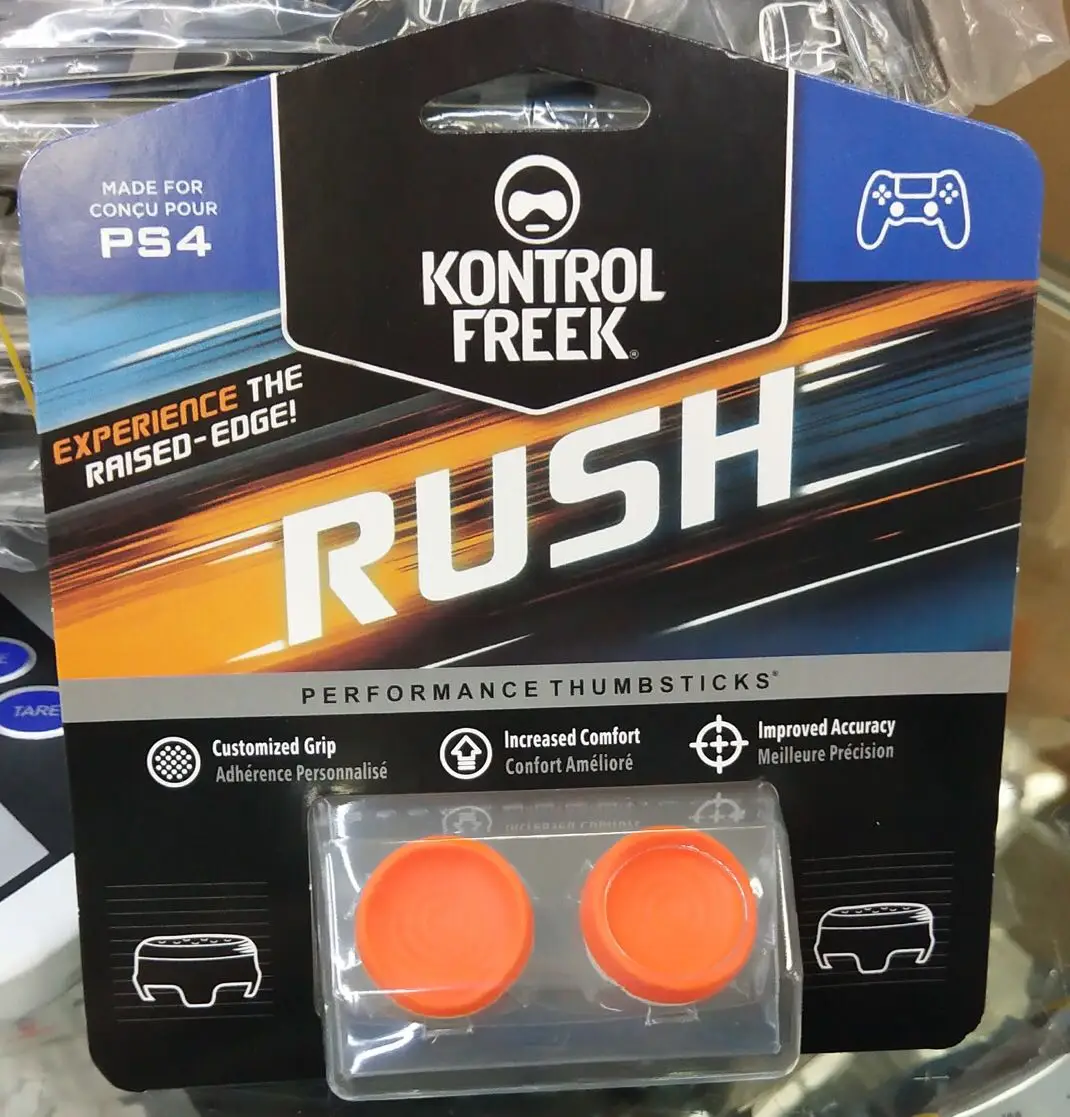 MADE FOR
CONÇU POUR
PS4
KONTROL
FREEK®
EXPERIENCE THE
RAISED-EDGE!
RUSH
PERFORMANCE THUMBSTICKS®
Customized Grip
Adhérence Personnalisé
Increased Comfort
Confort Amélioré
Improved Accuracy
Meilleure Précision
TARE